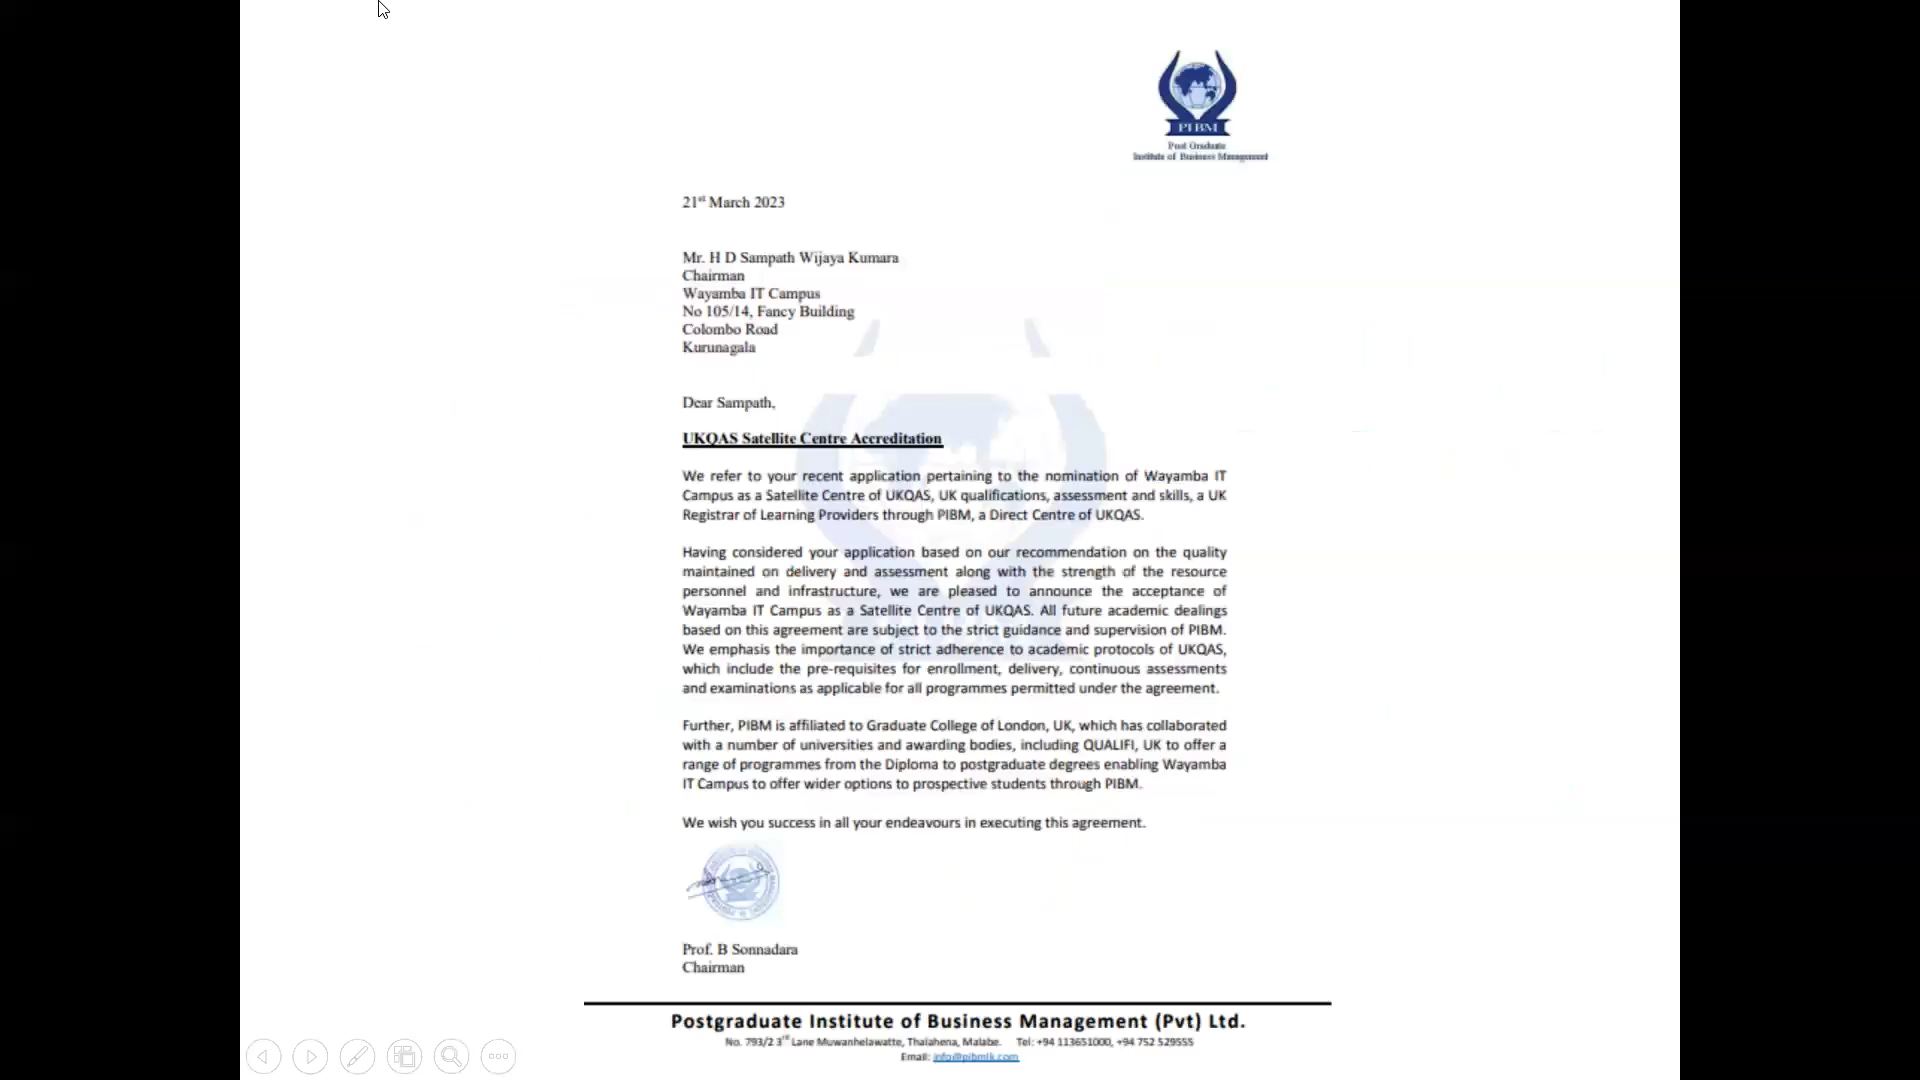 PIBM
Post Graduate
Institute of Business Management
21st March 2023
Mr. H D Sampath Wijaya Kumara
Chairman
Wayamba IT Campus
No 105/14, Fancy Building
Colombo Road
Kurunagala
Dear Sampath,
UKQAS Satellite Centre Accreditation
We refer to your recent application pertaining to the nomination of Wayamba IT
Campus as a Satellite Centre of UKQAS, UK qualifications, assessment and skills, a UK
Registrar of Learning Providers through PIBM, a Direct Centre of UKQAS.
Having considered your application based on our recommendation on the quality
maintained on delivery and assessment along with the strength of the resource
personnel and infrastructure, we are pleased to announce the acceptance of
Wayamba IT Campus as a Satellite Centre of UKQAS. All future academic dealings
based on this agreement are subject to the strict guidance and supervision of PIBM.
We emphasis the importance of strict adherence to academic protocols of UKQAS,
which include the pre-requisites for enrollment, delivery, continuous assessments
and examinations as applicable for all programmes permitted under the agreement.
Further, PIBM is affiliated to Graduate College of London, UK, which has collaborated
with a number of universities and awarding bodies, including QUALIFI, UK to offer a
range of programmes from the Diploma to postgraduate degrees enabling Wayamba
IT Campus to offer wider options to prospective students through PIBM.
We wish you success in all your endeavours in executing this agreement.
Prof. B Sonnadara
Chairman
Postgraduate Institute of Business Management (Pvt) Ltd.
No. 793/2 3rd Lane Muwanhelawatte, Thalahena, Malabe. Tel: +94 113651000, +94 752 529555
Email: info@pibmlk.com